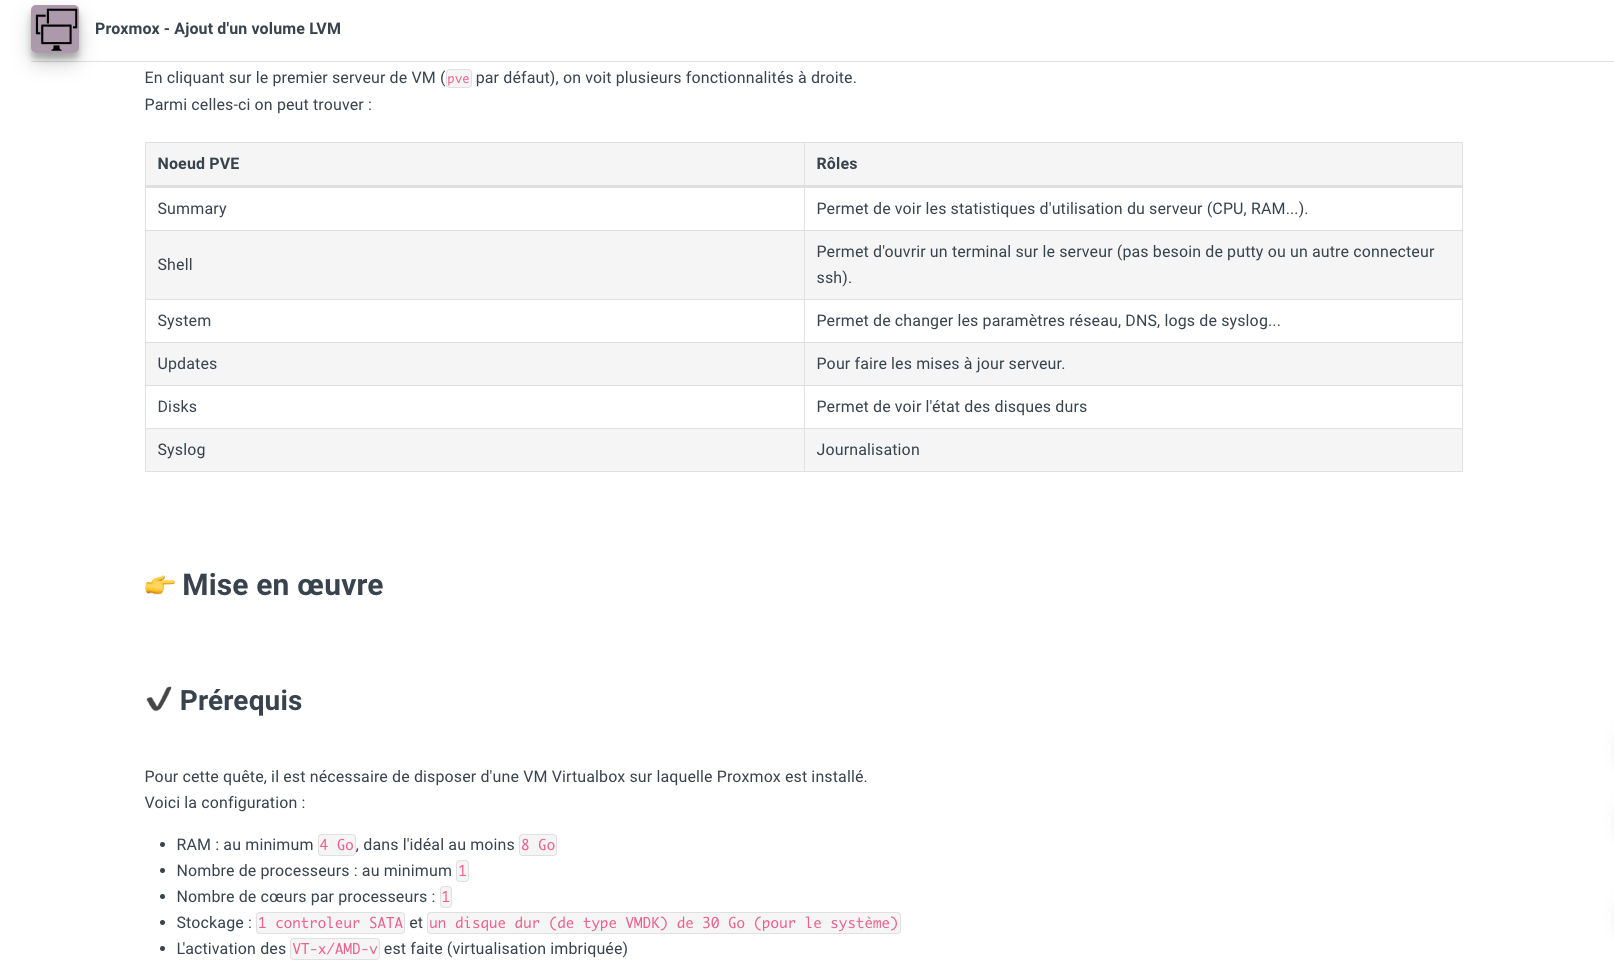 Proxmox - Ajout d'un volume LVM
En cliquant sur le premier serveur de VM (pve par défaut), on voit plusieurs fonctionnalités à droite.
Parmi celles-ci on peut trouver :
Noeud PVE
Rôles
Summary
Permet de voir les statistiques d'utilisation du serveur (CPU, RAM...).
Shell
Permet d'ouvrir un terminal sur le serveur (pas besoin de putty ou un autre connecteur
ssh).
System
Permet de changer les paramètres réseau, DNS, logs de syslog...
Updates
Pour faire les mises à jour serveur.
Disks
Permet de voir l'état des disques durs
Syslog
Journalisation
Mise en œuvre
Prérequis
Pour cette quête, il est nécessaire de disposer d'une VM Virtualbox sur laquelle Proxmox est installé.
Voici la configuration :
RAM : au minimum 4 Go, dans l'idéal au moins 8 Go
Nombre de processeurs : au minimum 1
Nombre de cœurs par processeurs : 1
Stockage : 1 controleur SATA et un disque dur (de type VMDK) de 30 Go (pour le système)
L'activation des VT-x/AMD-v est faite (virtualisation imbriquée)